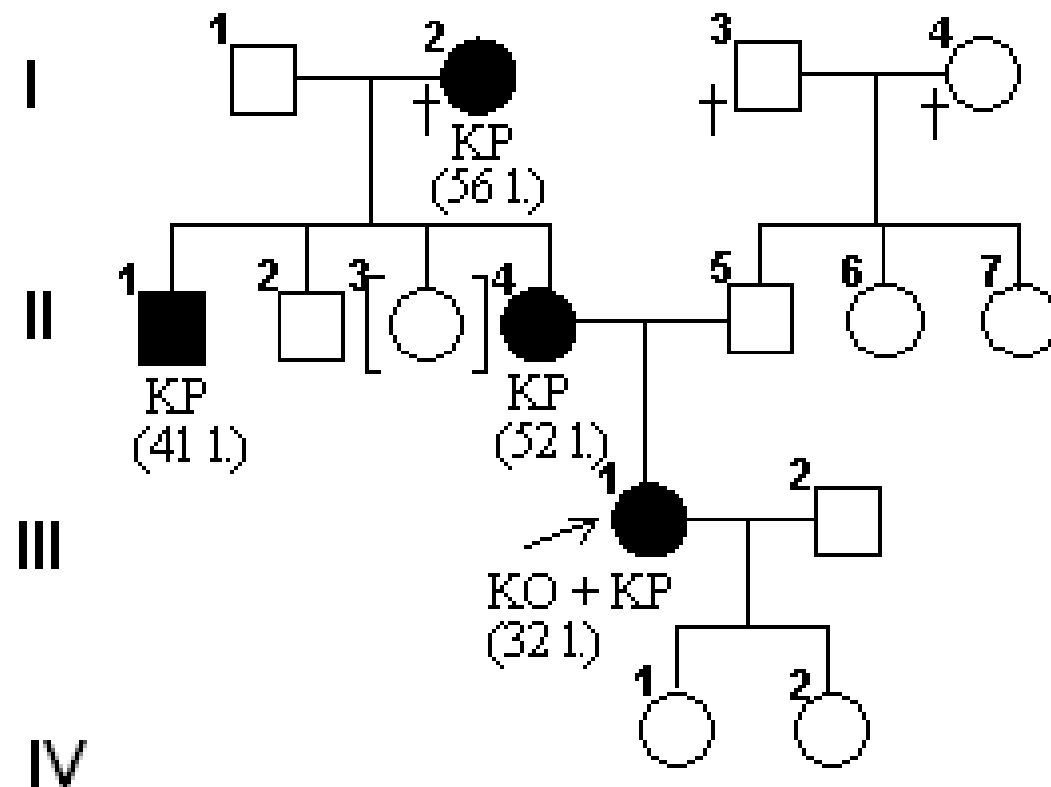 I
1 2 3 4
†
KP
(56 l.)
† †
II
1 2 3 4 5 6 7
KP
(41 l.)
KP
(52 l.)
III
1 2
KO + KP
(32 l.)
IV
1 2